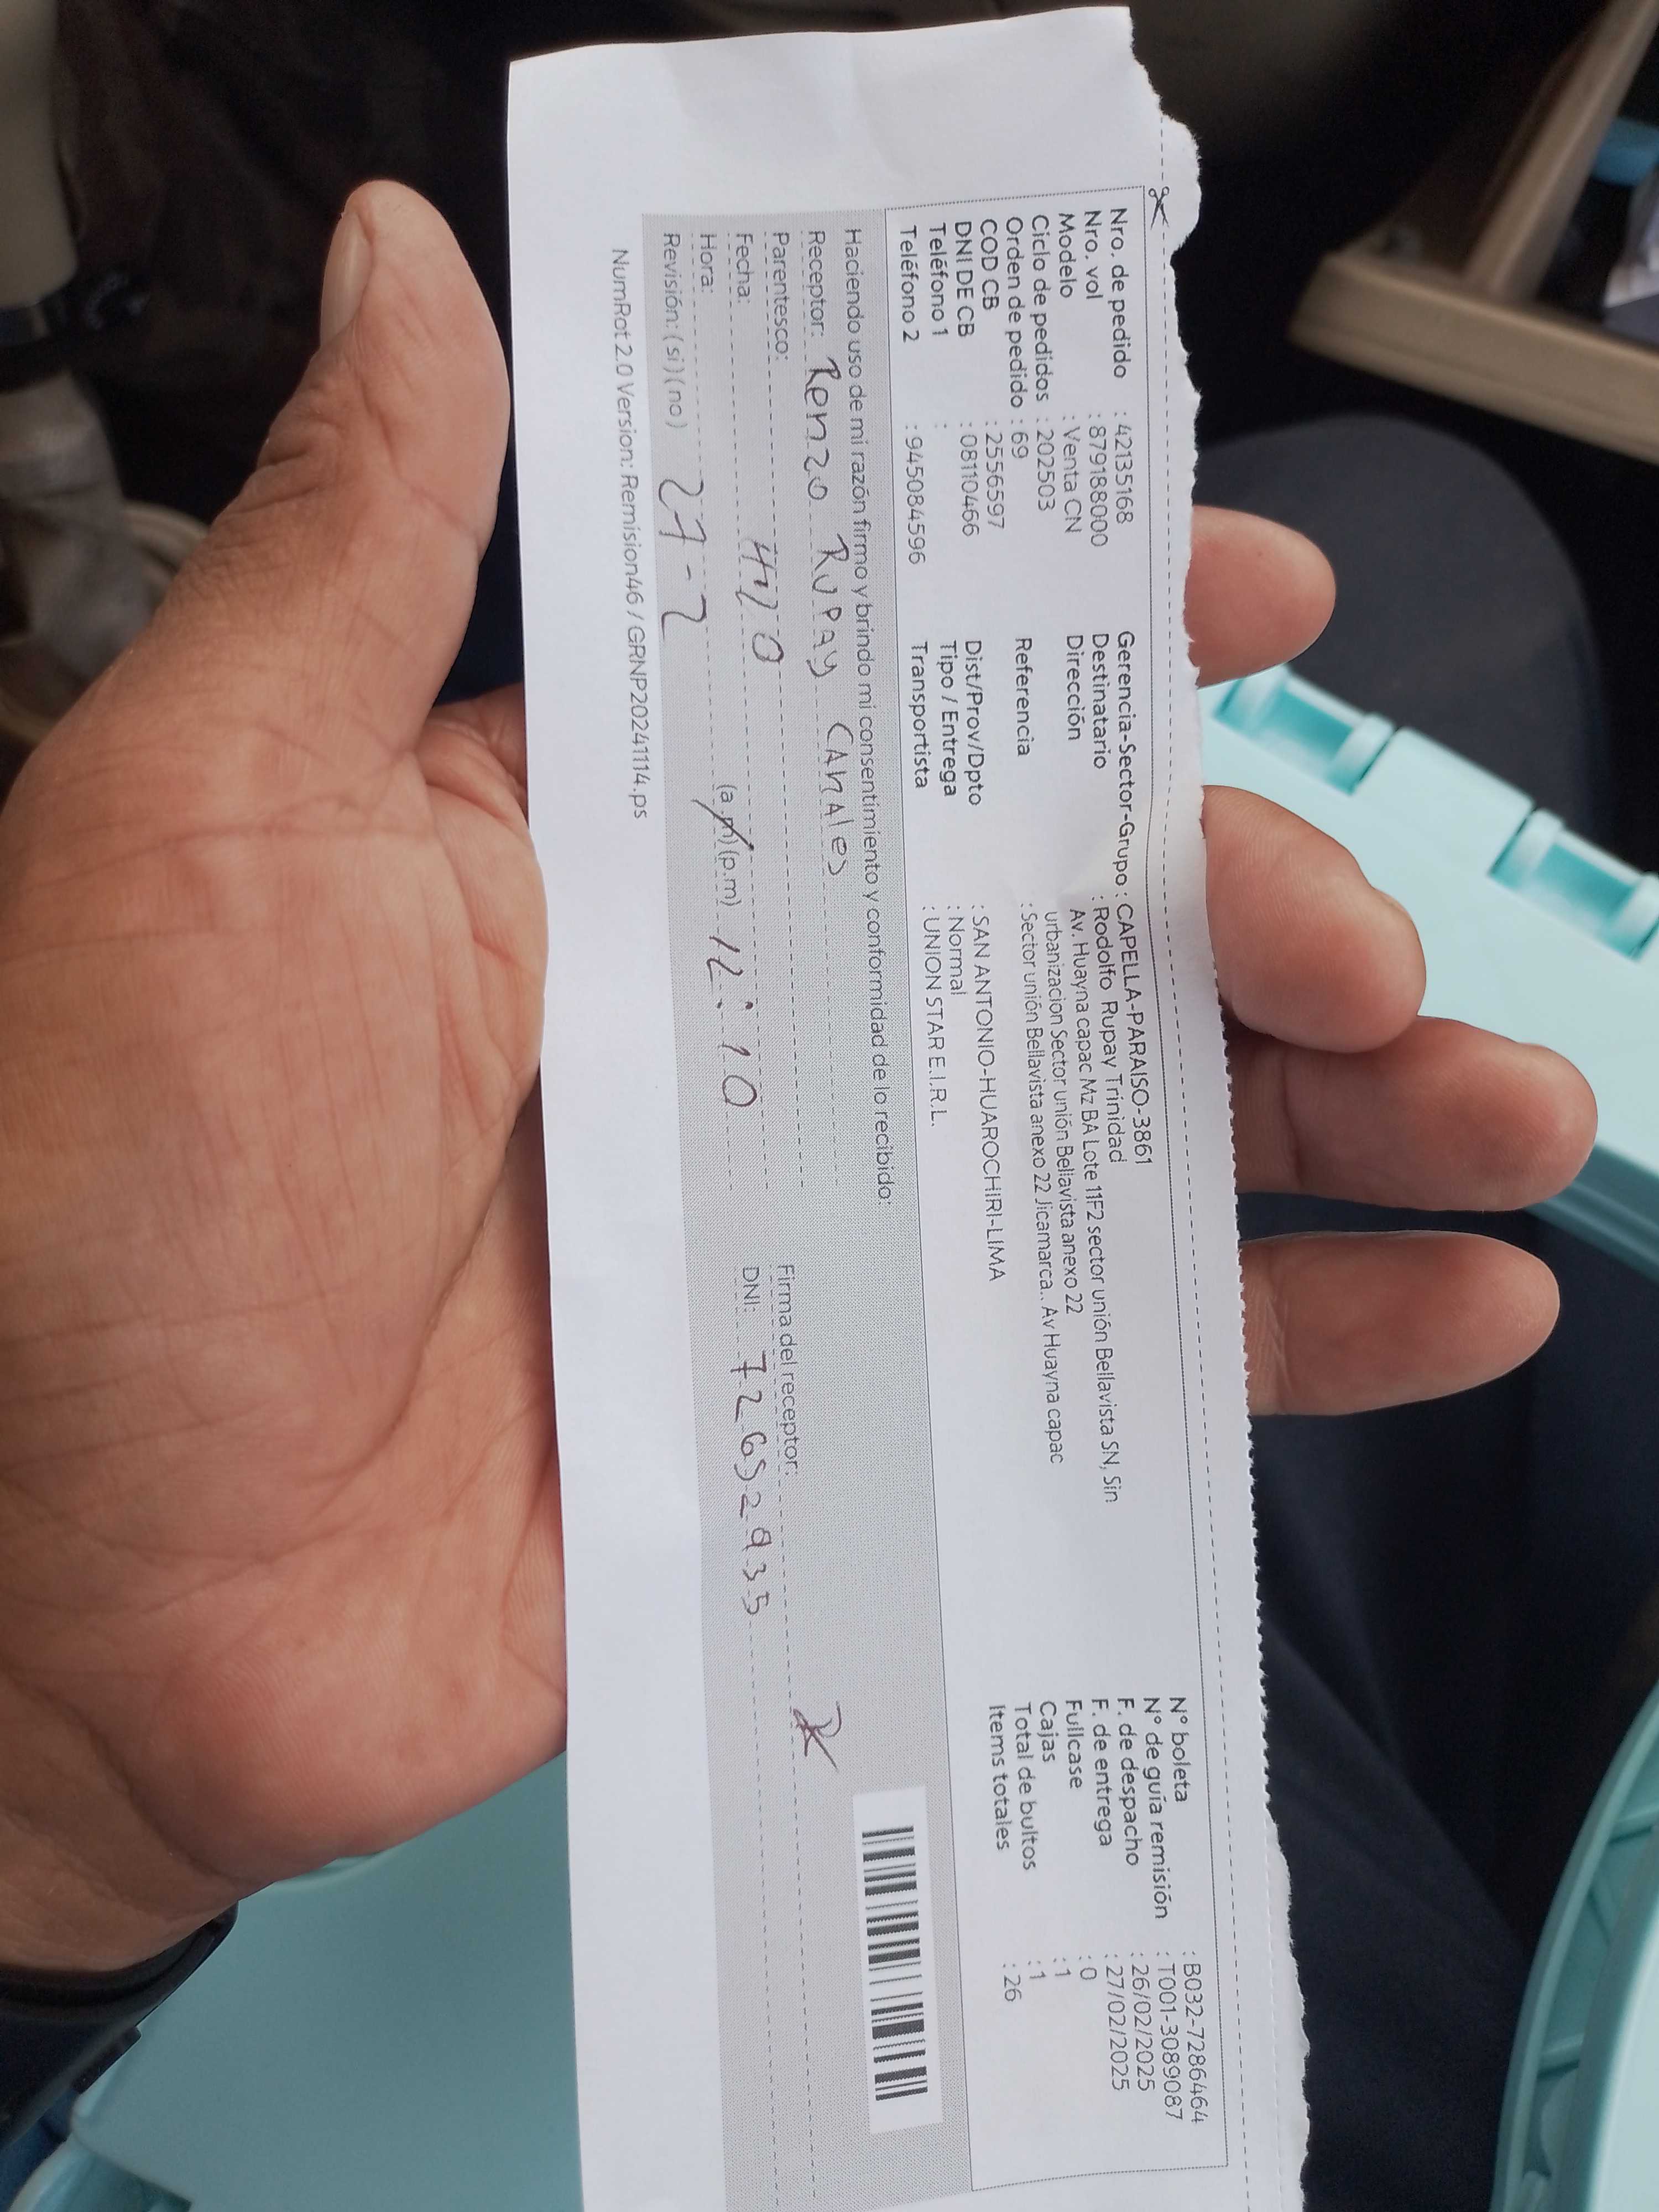 Nro. de pedido : 42135168
Nro. vol : 879188000
Modelo : Venta CN
Ciclo de pedidos : 202503
Orden de pedido : 69
COD CB : 2556597
DNI DE CB : 08110466
Teléfono 1 :
Teléfono 2 : 945084596
Gerencia-Sector-Grupo : CAPELLA-PARAISO-3861
Destinatario : Rodolfo Rupay Trinidad
Dirección Av. Huayna capac Mz BA Lote 11F2 sector unión Bellavista SN, Sin
urbanizacion Sector unión Bellavista anexo 22
Referencia : Sector unión Bellavista anexo 22 Jicamarca.. Av Huayna capac
Dist/Prov/Dpto : SAN ANTONIO-HUAROCHIRI-LIMA
Tipo / Entrega : Normal
Transportista : UNION STAR E.I.R.L.
N° boleta : B032-7286464
N° de guía remisión : T001-3089087
F. de despacho : 26/02/2025
F. de entrega : 27/02/2025
Fullcase : 0
Cajas : 1
Total de bultos : 1
Items totales : 26
Haciendo uso de mi razón firmo y brindo mi consentimiento y conformidad de lo recibido:
Receptor: Renzo RUPAY CANAles
Parentesco: HIJO
Fecha:
Hora: (a.m) (p.m) 12:10
Revisión: (si) (no) 27-2
Firma del receptor:
DNI: 72652935
NumRot 2.0 Version: Remision46 / GRNP20241114.ps